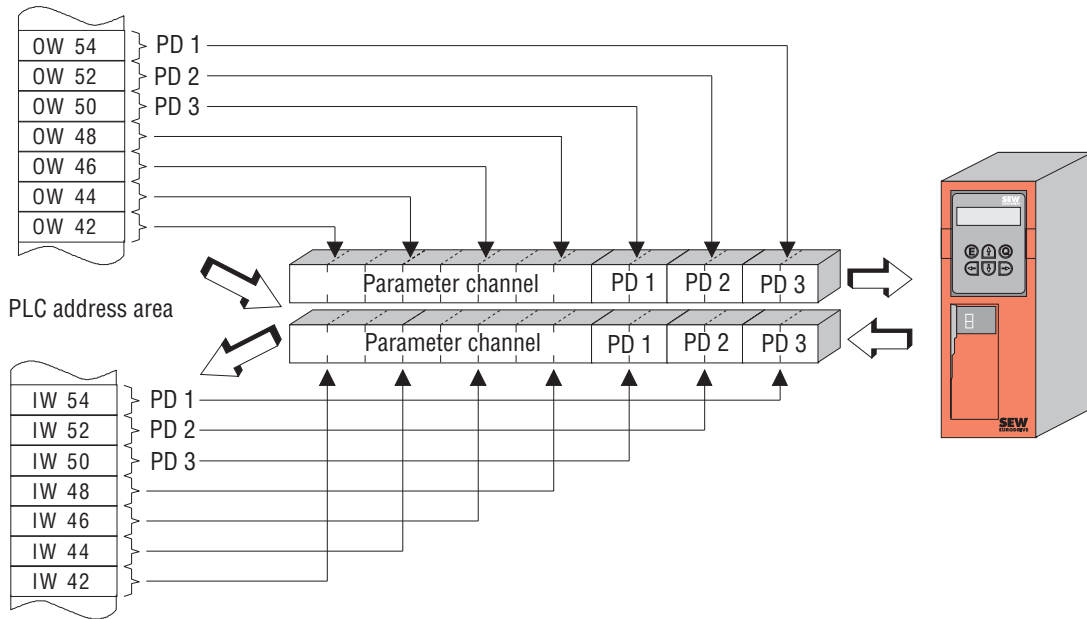 OW 54 PD 1
OW 52 PD 2
OW 50 PD 3
OW 48
OW 46
OW 44
OW 42
PLC address area
Parameter channel PD 1 PD 2 PD 3
Parameter channel PD 1 PD 2 PD 3
IW 54 PD 1
IW 52 PD 2
IW 50 PD 3
IW 48
IW 46
IW 44
IW 42
SEW
E Q
8
SEW
EURODRIVE